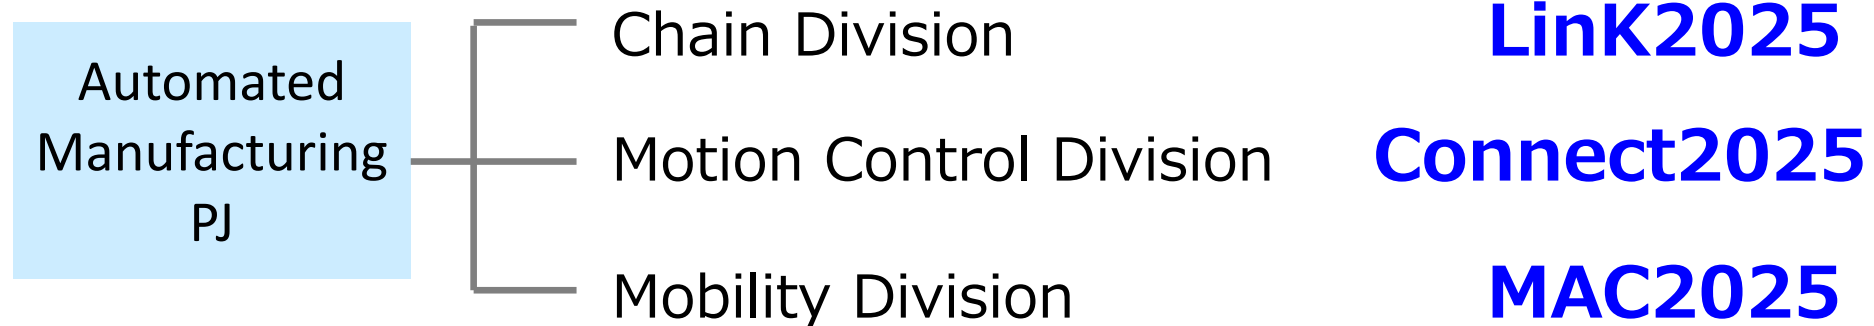 Automated
Manufacturing
PJ
Chain Division LinK2025
Motion Control Division Connect2025
Mobility Division MAC2025